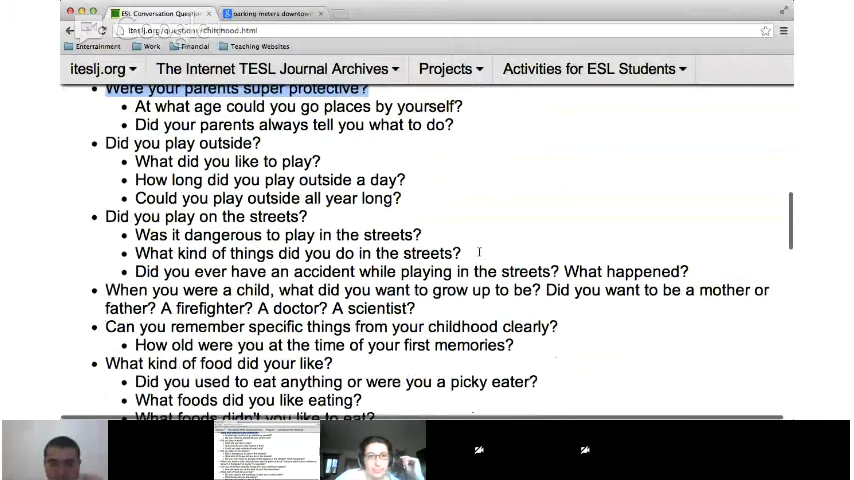 ESL Conversation Question
parking meters downtown
iteslj.org/questions/childhood.html
Entertainment Work Financial Teaching Websites
iteslj.org The Internet TESL Journal Archives Projects Activities for ESL Students
Were your parents super protective?
At what age could you go places by yourself?
Did your parents always tell you what to do?
Did you play outside?
What did you like to play?
How long did you play outside a day?
Could you play outside all year long?
Did you play on the streets?
Was it dangerous to play in the streets?
What kind of things did you do in the streets?
Did you ever have an accident while playing in the streets? What happened?
When you were a child, what did you want to grow up to be? Did you want to be a mother or
father? A firefighter? A doctor? A scientist?
Can you remember specific things from your childhood clearly?
How old were you at the time of your first memories?
What kind of food did your like?
Did you used to eat anything or were you a picky eater?
What foods did you like eating?
What foods didn't you like to eat?